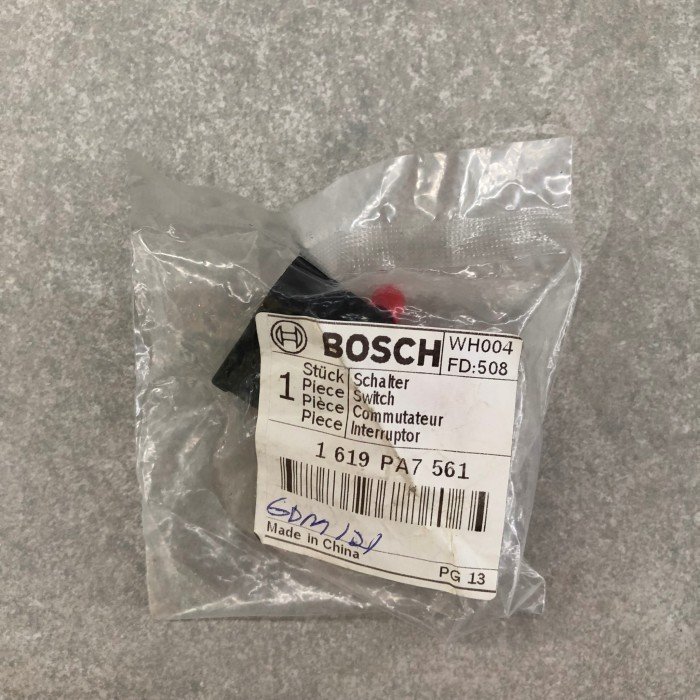 BOSCH
WH004
FD:508
1
Stück Schalter
Piece Switch
Pièce Commutateur
Piece Interruptor
1 619 PA7 561
GDM 121
Made in China
PG 13